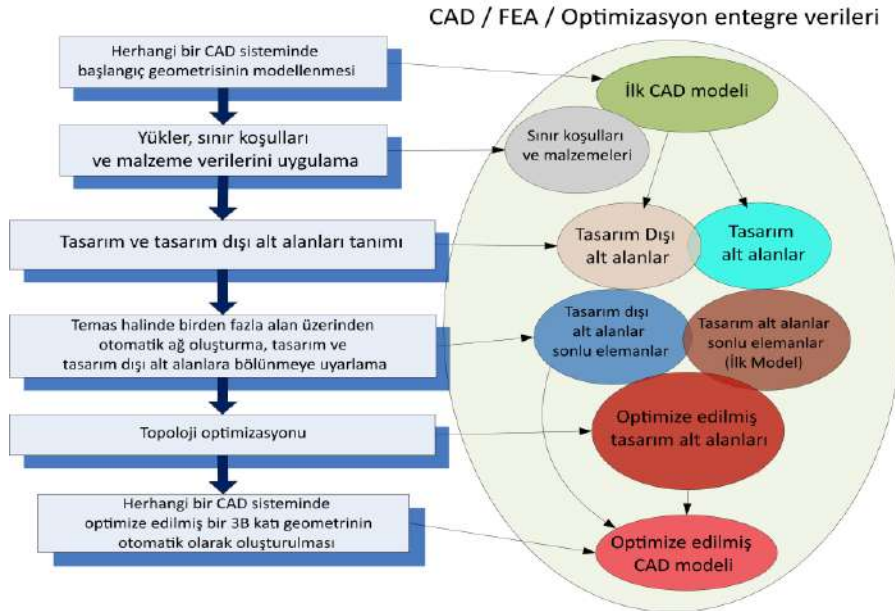 CAD / FEA / Optimizasyon entegre verileri
Herhangi bir CAD sisteminde
başlangıç geometrisinin modellenmesi
Yükler, sınır koşulları
ve malzeme verilerini uygulama
Tasarım ve tasarım dışı alt alanları tanımı
Temas halinde birden fazla alan üzerinden
otomatik ağ oluşturma, tasarım ve
tasarım dışı alt alanlara bölünmeye uyarlama
Topoloji optimizasyonu
Herhangi bir CAD sisteminde
optimize edilmiş bir 3B katı geometrinin
otomatik olarak oluşturulması
İlk CAD modeli
Sınır koşulları
ve malzemeleri
Tasarım Dışı
alt alanlar
Tasarım
alt alanlar
Tasarım dışı
alt alanlar
sonlu elemanlar
Tasarım alt alanlar
sonlu elemanlar
(İlk Model)
Optimize edilmiş
tasarım alt alanları
Optimize edilmiş
CAD modeli